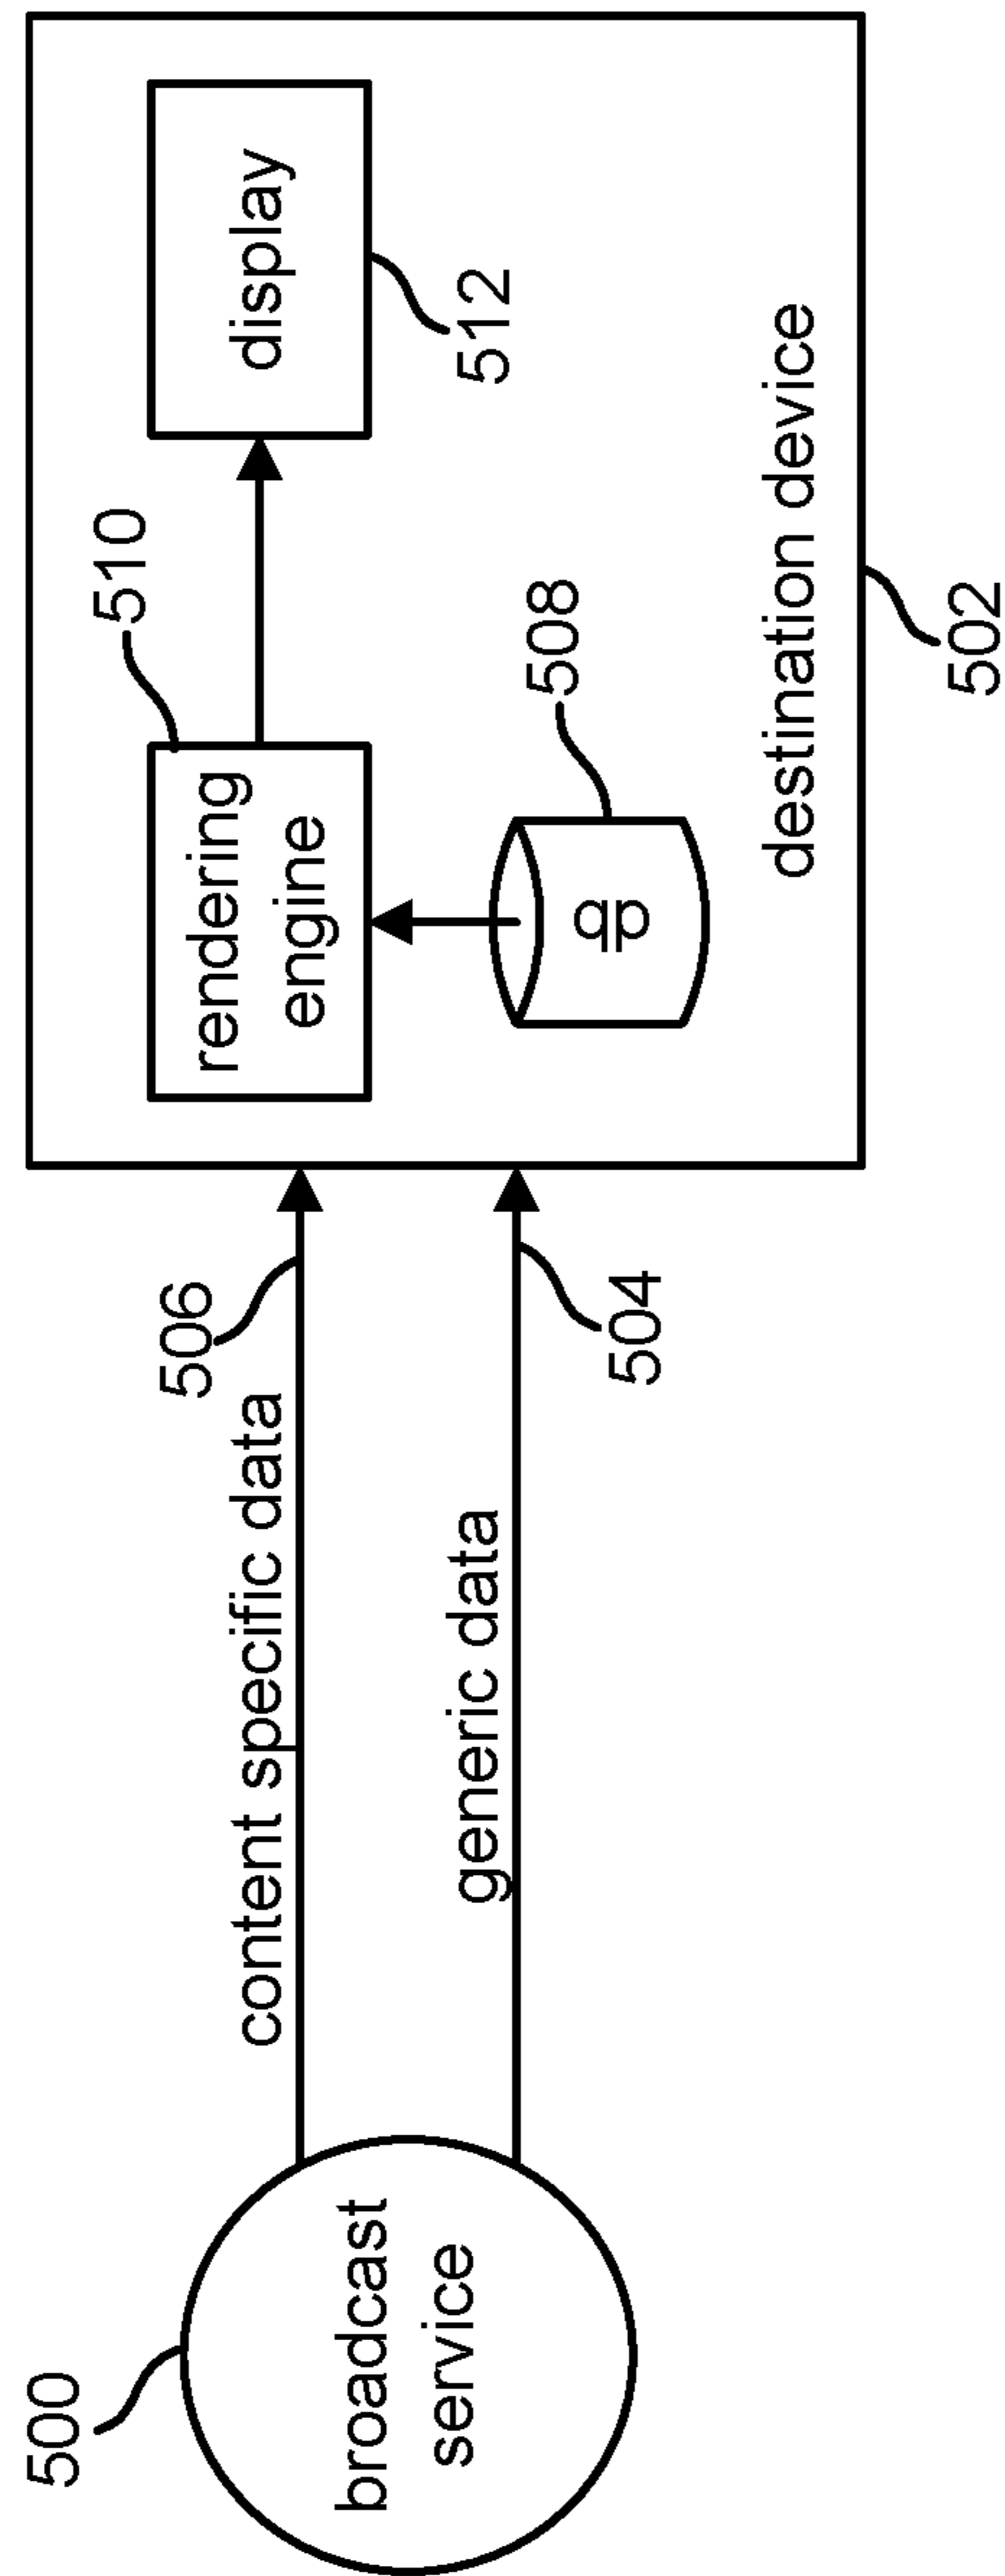 500
broadcast
service
content specific data
506
generic data
504
rendering
engine
510
display
512
db
508
destination device
502